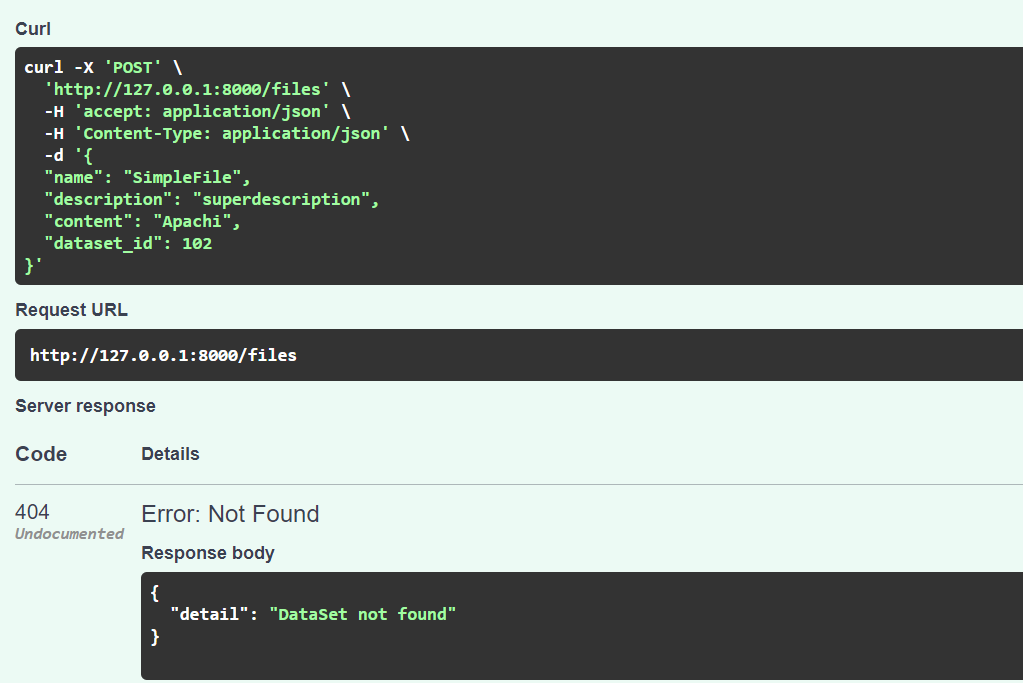 Curl
curl -X 'POST' \
  'http://127.0.0.1:8000/files' \
  -H 'accept: application/json' \
  -H 'Content-Type: application/json' \
  -d '{
  "name": "SimpleFile",
  "description": "superdescription",
  "content": "Apachi",
  "dataset_id": 102
}'
Request URL
http://127.0.0.1:8000/files
Server response
Code Details
404 Error: Not Found
Undocumented
Response body
{
  "detail": "DataSet not found"
}